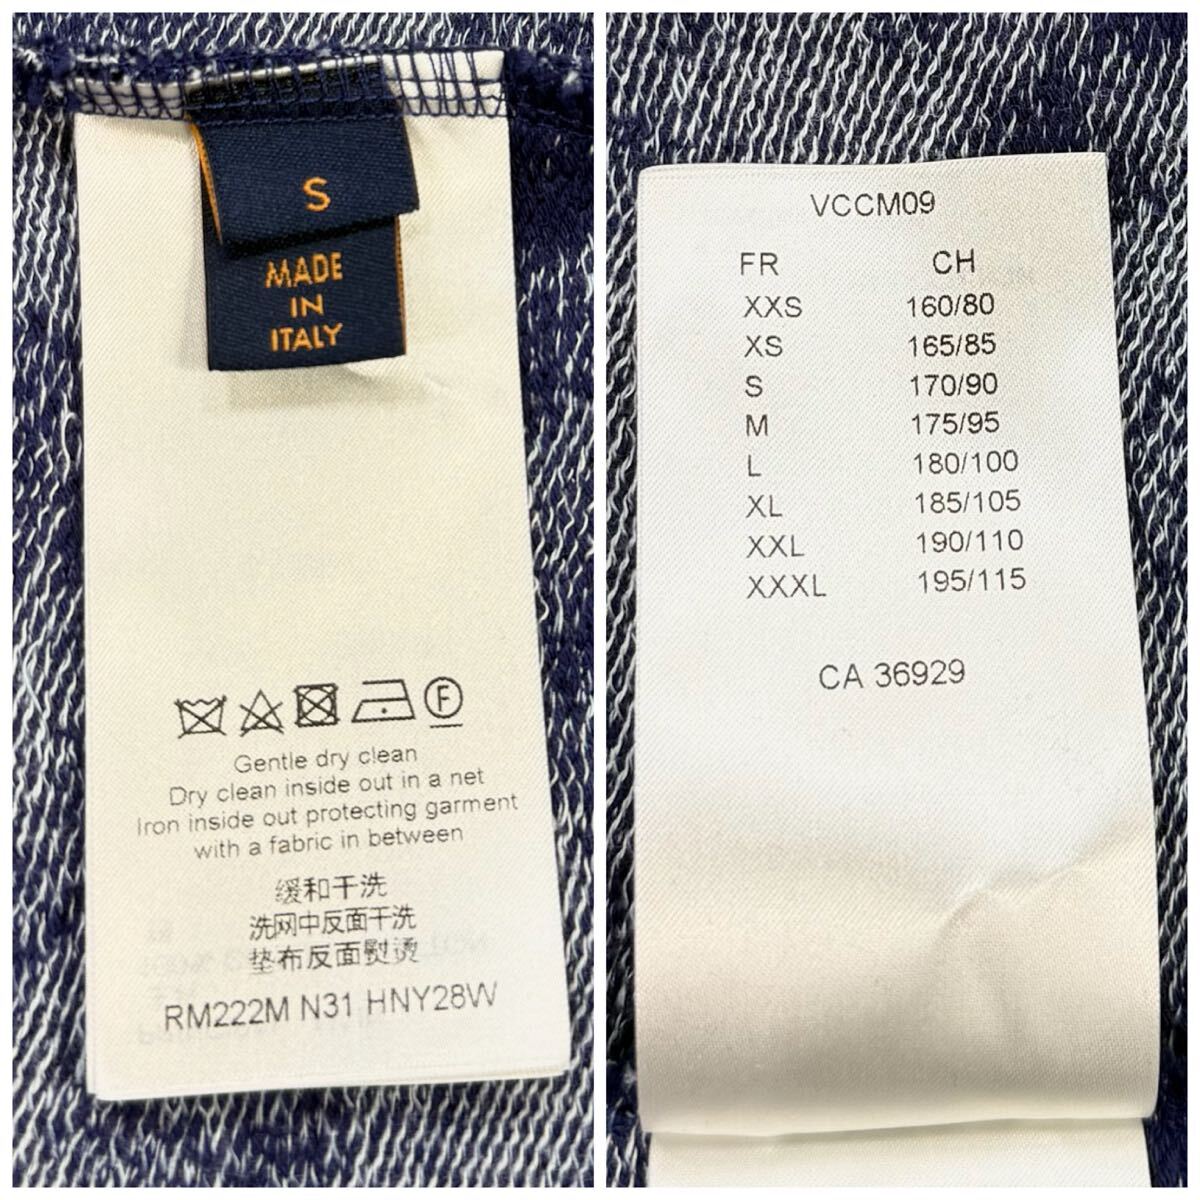 S
MADE
IN
ITALY
F
Gentle dry clean
Dry clean inside out in a net
Iron inside out protecting garment
with a fabric in between
缓和干洗
洗网中反面干洗
垫布反面熨烫
RM222M N31 HNY28W
VCCM09
FR CH
XXS 160/80
XS 165/85
S 170/90
M 175/95
L 180/100
XL 185/105
XXL 190/110
XXXL 195/115
CA 36929